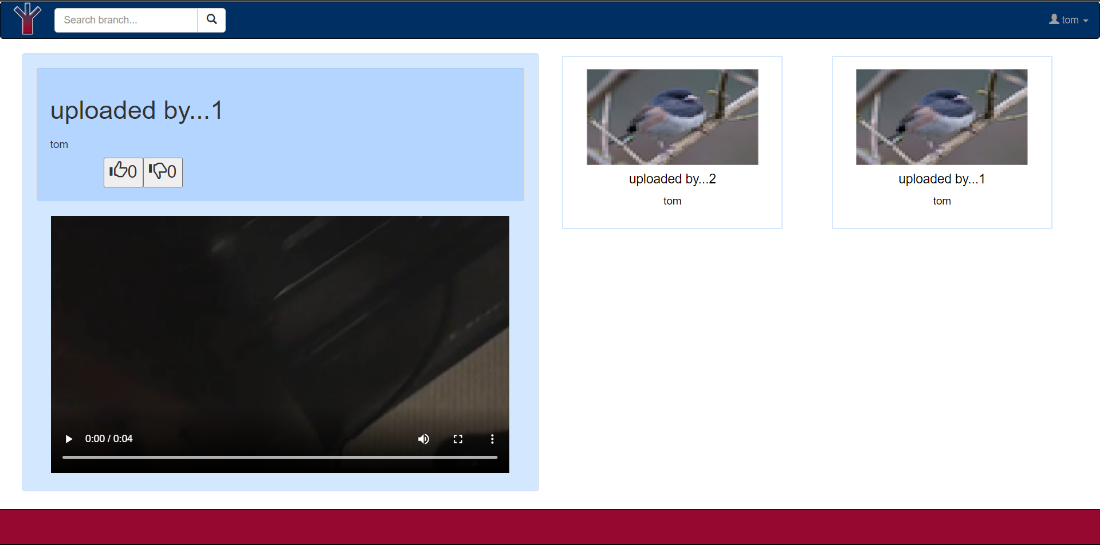 Search branch...
tom
uploaded by...1
tom
0 0
0:00 / 0:04
uploaded by...2
tom
uploaded by...1
tom